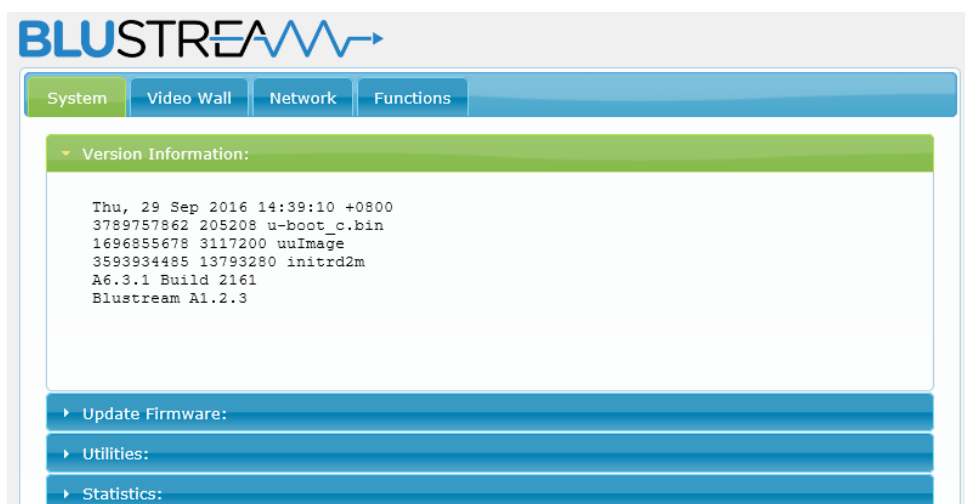 BLUSTREAM
System Video Wall Network Functions
Version Information:
Thu, 29 Sep 2016 14:39:10 +0800
3789757862 205208 u-boot_c.bin
1696855678 3117200 uuImage
3593934485 13793280 initrd2m
A6.3.1 Build 2161
Blustream A1.2.3
Update Firmware:
Utilities:
Statistics: